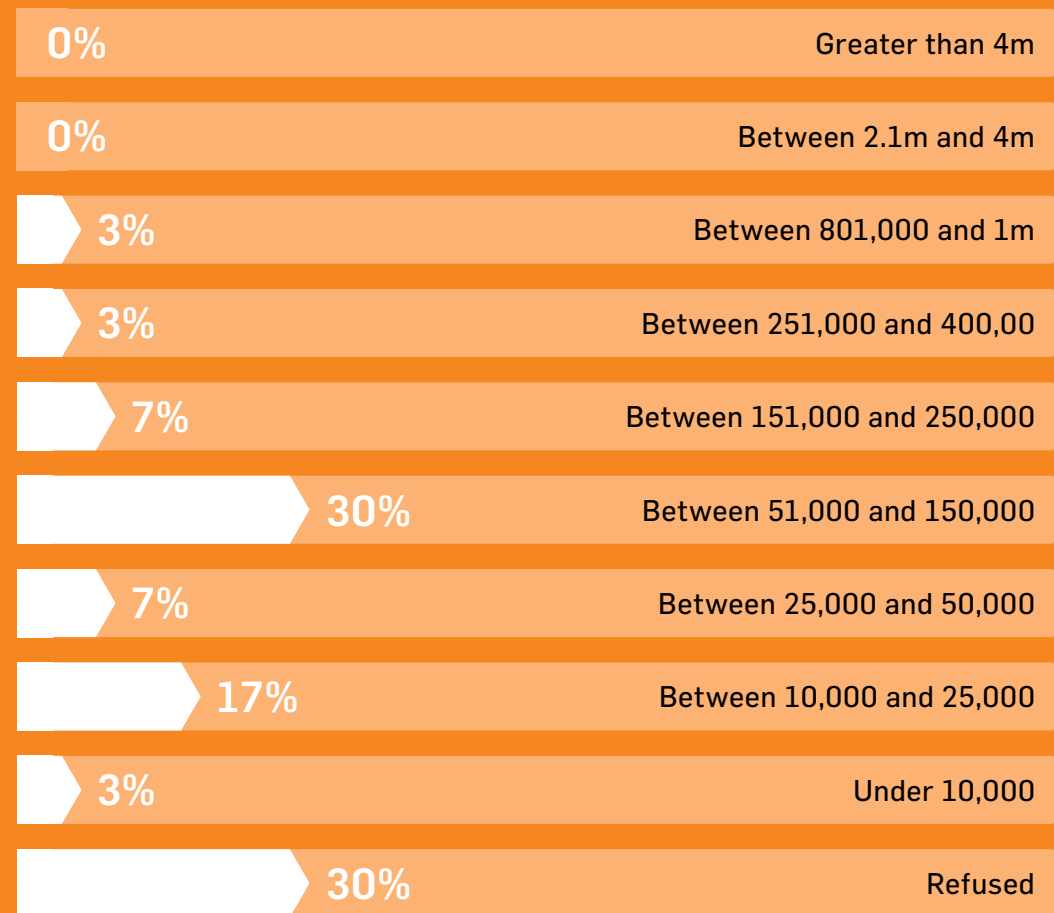 0% Greater than 4m
0% Between 2.1m and 4m
3% Between 801,000 and 1m
3% Between 251,000 and 400,00
7% Between 151,000 and 250,000
30% Between 51,000 and 150,000
7% Between 25,000 and 50,000
17% Between 10,000 and 25,000
3% Under 10,000
30% Refused